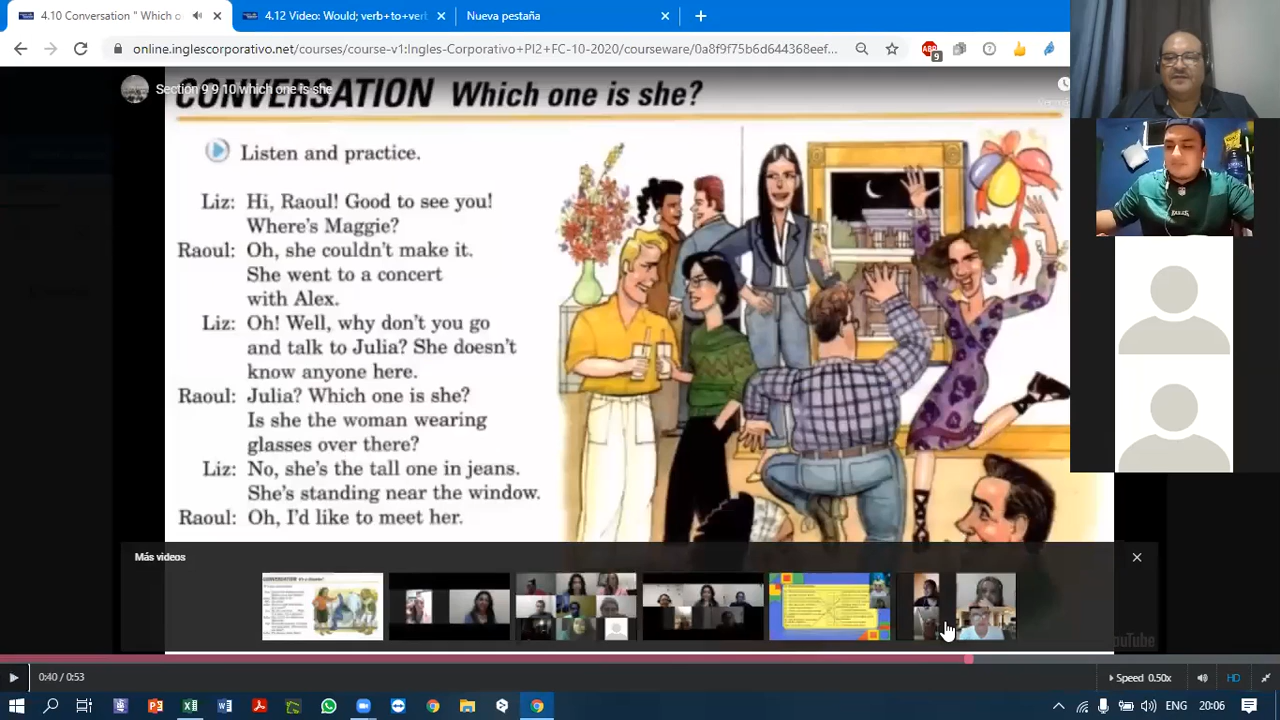 4.10 Conversation " Which o
4.12 Video: Would; verb+to+verb
Nueva pestaña
online.inglescorporativo.net/courses/course-v1:Ingles-Corporativo+PI2+FC-10-2020/courseware/0a8f9f75b6d644368eef...
ABP
9
CONVERSATION Which one is she?
Section 9 9 10 which one is she
Listen and practice.
Liz: Hi, Raoul! Good to see you!
Where's Maggie?
Raoul: Oh, she couldn't make it.
She went to a concert
with Alex.
Liz: Oh! Well, why don't you go
and talk to Julia? She doesn't
know anyone here.
Raoul: Julia? Which one is she?
Is she the woman wearing
glasses over there?
Liz: No, she's the tall one in jeans.
She's standing near the window.
Raoul: Oh, I'd like to meet her.
Más videos
YouTube
0:40 / 0:53
Speed 0.50x
HD
20:06